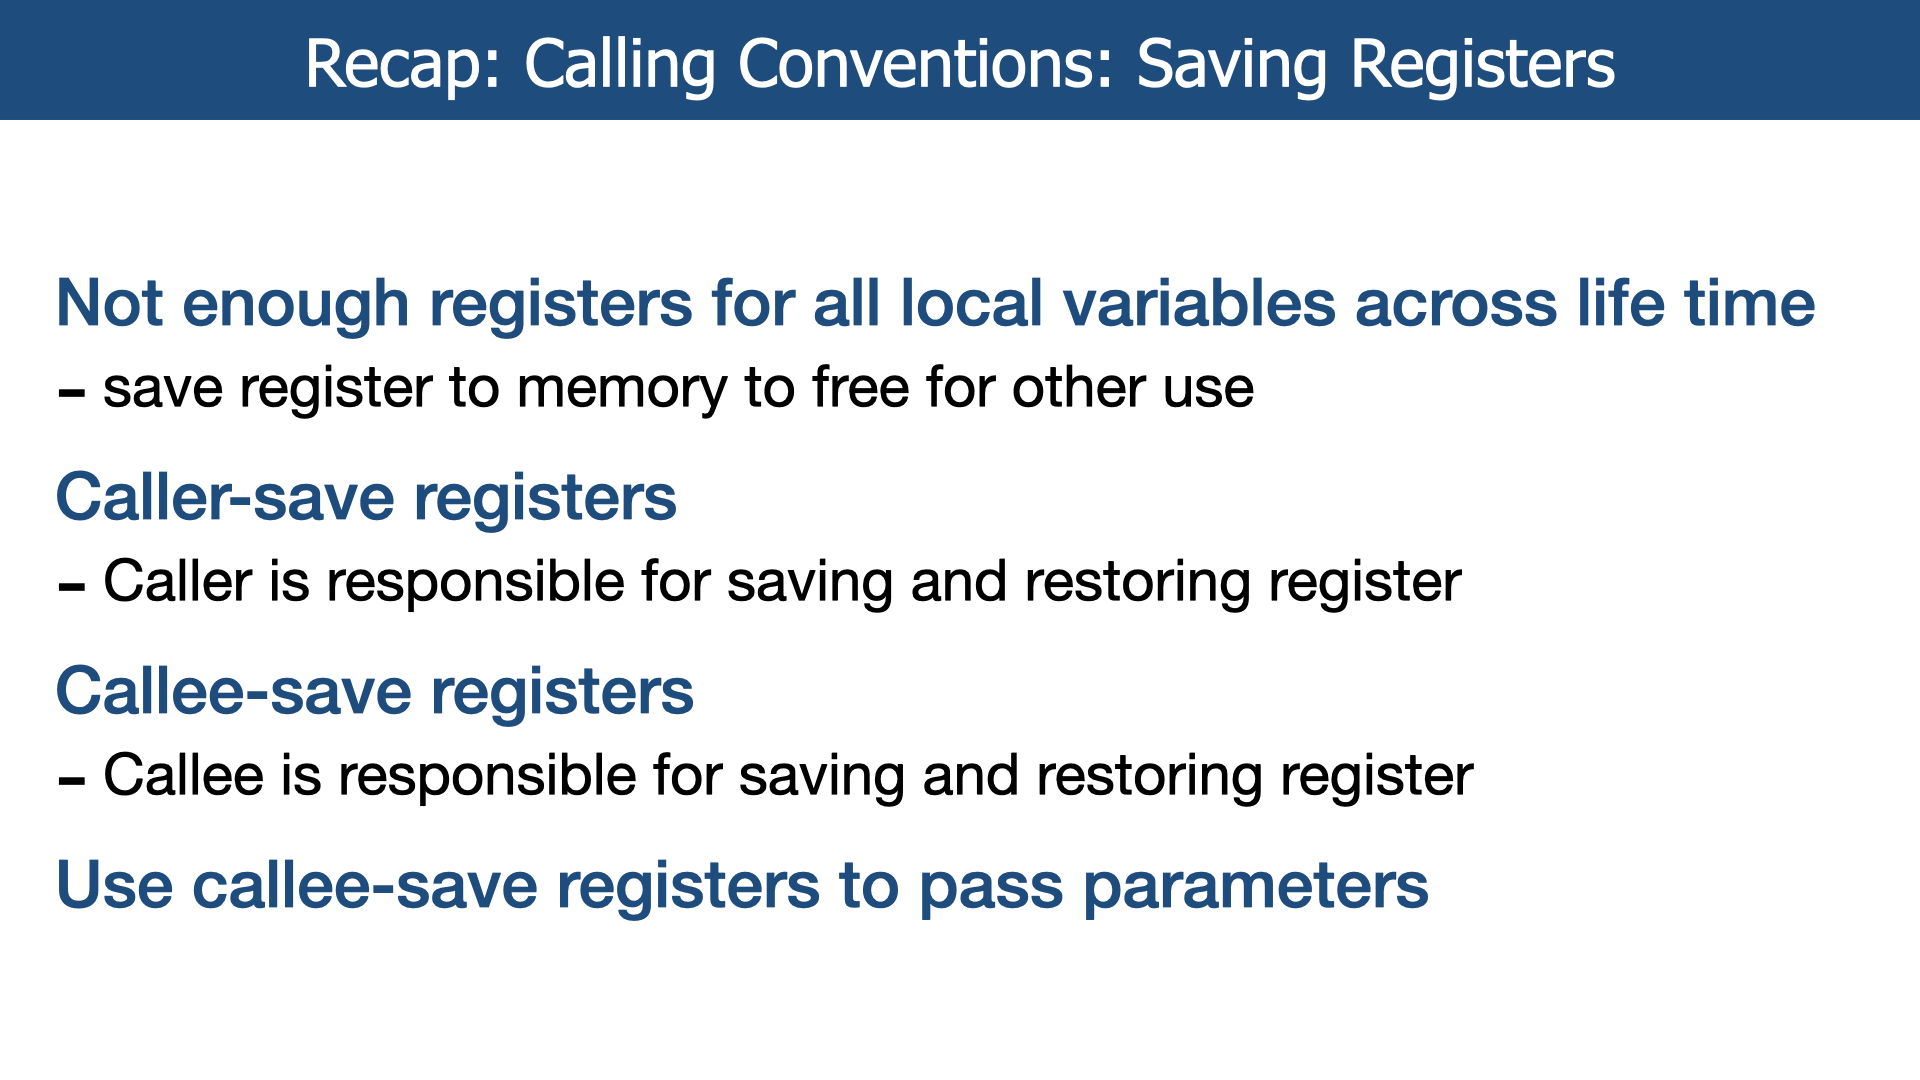 Recap: Calling Conventions: Saving Registers
Not enough registers for all local variables across life time
– save register to memory to free for other use
Caller-save registers
– Caller is responsible for saving and restoring register
Callee-save registers
– Callee is responsible for saving and restoring register
Use callee-save registers to pass parameters